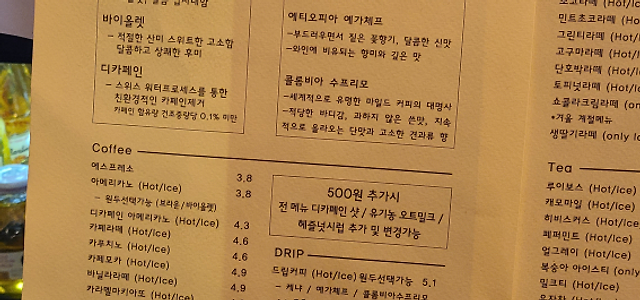 바이올렛
- 적절한 산미 스위트한 고소함
달콤하고 상쾌한 후미
디카페인
- 스위스 워터프로세스를 통한
친환경적인 카페인제거
카페인 함유량 건조중량당 0.1% 미만
에티오피아 예가체프
-부드러우면서 짙은 꽃향기, 달콤한 신맛
-와인에 비유되는 향미와 깊은 맛
콜롬비아 수프리모
-세계적으로 유명한 마일드 커피의 대명사
-적당한 바디감, 과하지 않은 쓴맛, 지속
적으로 올라오는 단맛과 고소한 견과류 향
민트초코라떼 (H
그린티라떼 (Hot
고구마라떼 (Hot
단호박라떼 (Hot
토피넛라떼 (Hot
쇼콜라크림라떼 (onl
*겨울 계절메뉴
생딸기라떼 (only Ic
Coffee
에스프레소 3,8
아메리카노 (Hot/Ice) 3,8
- 원두선택가능 (브라운/바이올렛)
디카페인 아메리카노 (Hot/Ice) 4.3
카페라떼 (Hot/Ice) 4.6
카푸치노 (Hot/Ice) 4.6
카페모카 (Hot/Ice) 4,9
바닐라라떼 (Hot/Ice) 4,9
카라멜마키아또 (Hot/Ice) 4,9
500원 추가시
전 메뉴 디카페인 샷 / 유기농 오트밀크 /
헤즐넛시럽 추가 및 변경가능
DRIP
드립커피 (Hot/Ice) 원두선택가능 5.1
- 케냐 / 예가체프 / 콜롬비아수프리모
Tea
루이보스 (Hot/Ice)
캐모마일 (Hot/Ice)
히비스커스 (Hot/Ice)
페퍼민트 (Hot/Ice)
얼그레이 (Hot/Ice)
복숭아 아이스티 (only
밀크티 (Hot/Ice)